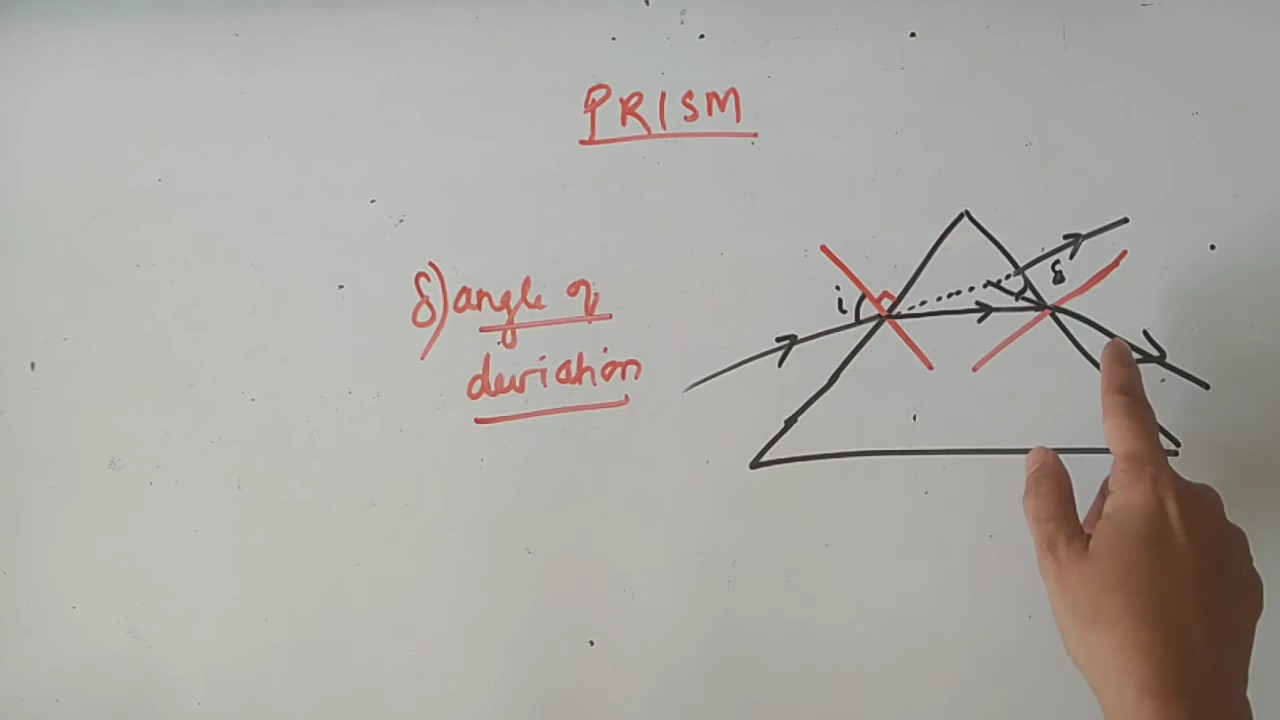 PRISM
δ) angle of
deviation
i
δ